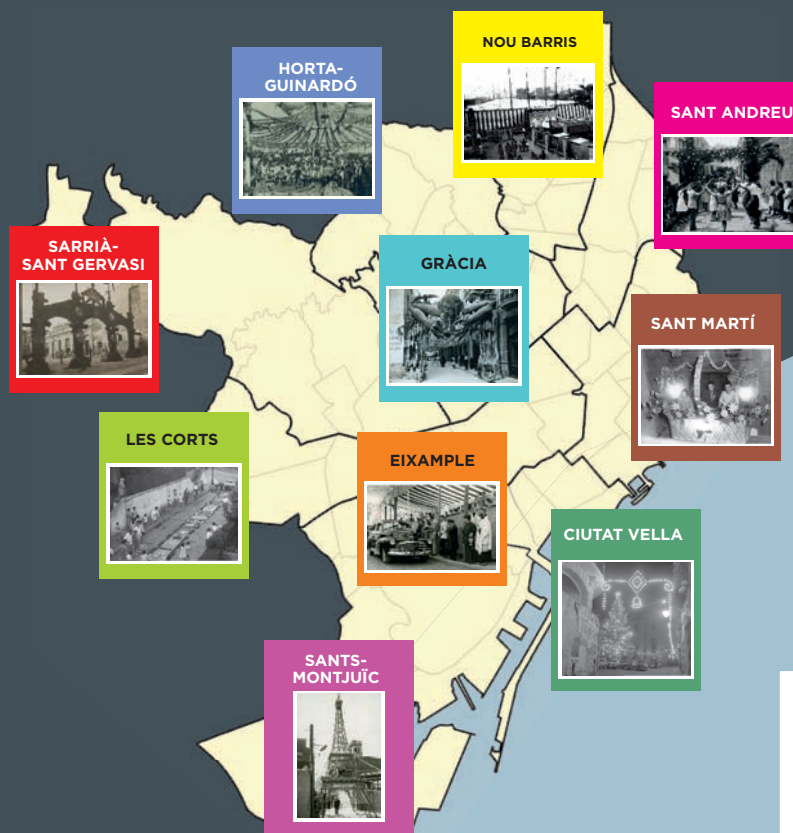 NOU BARRIS
HORTA-
GUINARDÓ
SANT ANDREU
SARRIÀ-
SANT GERVASI
GRÀCIA
SANT MARTÍ
LES CORTS
EIXAMPLE
CIUTAT VELLA
SANTS-
MONTJUÏC